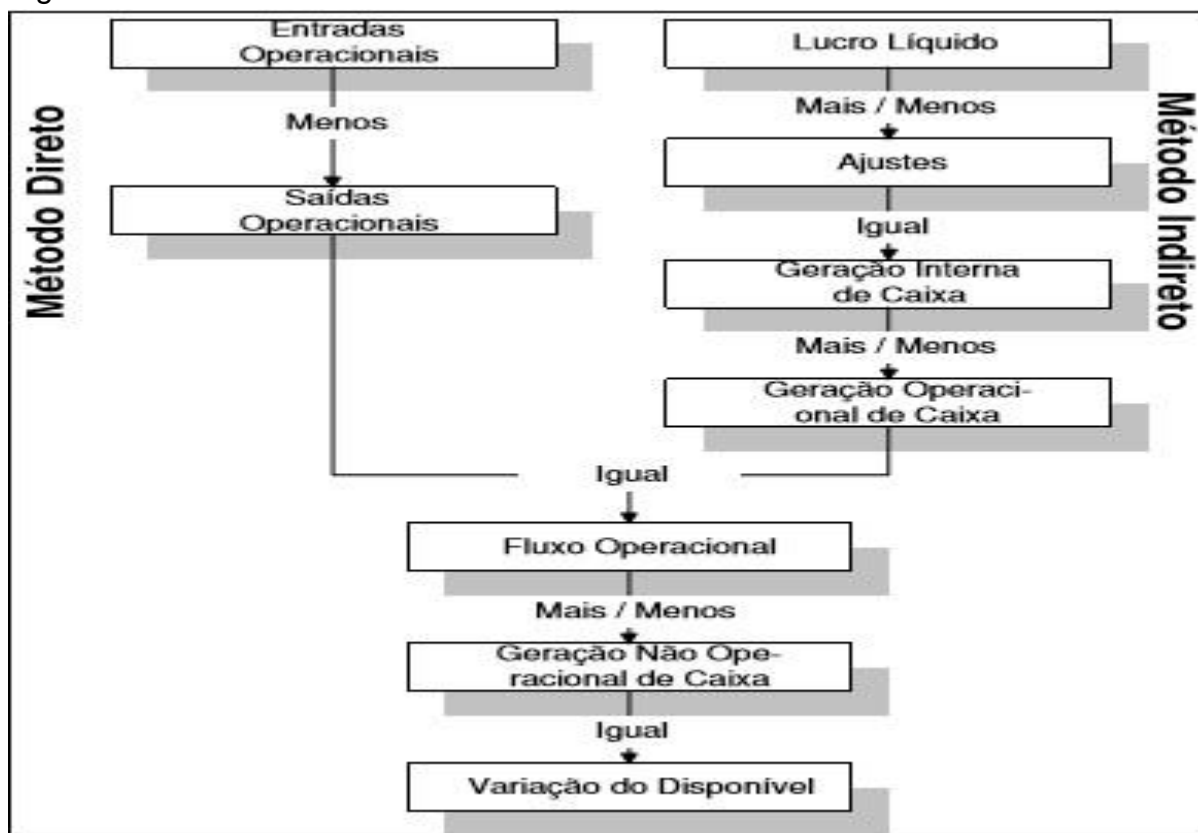 Entradas
Operacionais
Menos
Saídas
Operacionais
Método Direto
Lucro Líquido
Mais / Menos
Ajustes
Igual
Geração Interna
de Caixa
Mais / Menos
Geração Operaci-
onal de Caixa
Método Indireto
Igual
Fluxo Operacional
Mais / Menos
Geração Não Ope-
racional de Caixa
Igual
Variação do Disponível